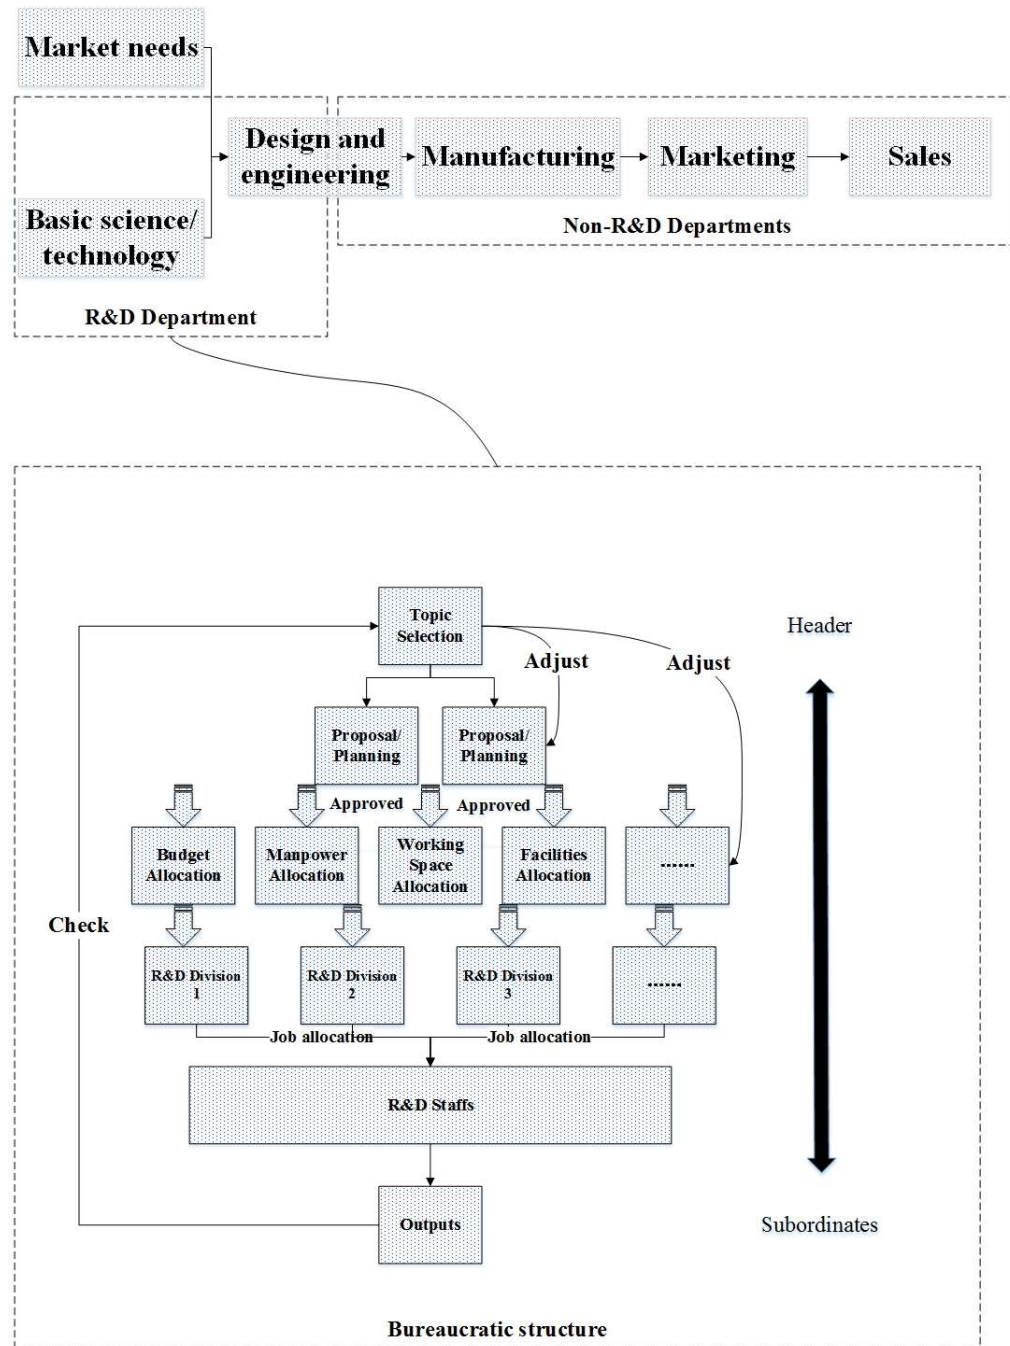 Market needs
Design and
engineering
Manufacturing
Marketing
Sales
Basic science/
technology
Non-R&D Departments
R&D Department
Topic
Selection
Header
Adjust
Adjust
Proposal/
Planning
Proposal/
Planning
Approved
Approved
Budget
Allocation
Manpower
Allocation
Working
Space
Allocation
Facilities
Allocation
......
Check
R&D Division
1
R&D Division
2
R&D Division
3
......
Job allocation
Job allocation
R&D Staffs
Outputs
Subordinates
Bureaucratic structure